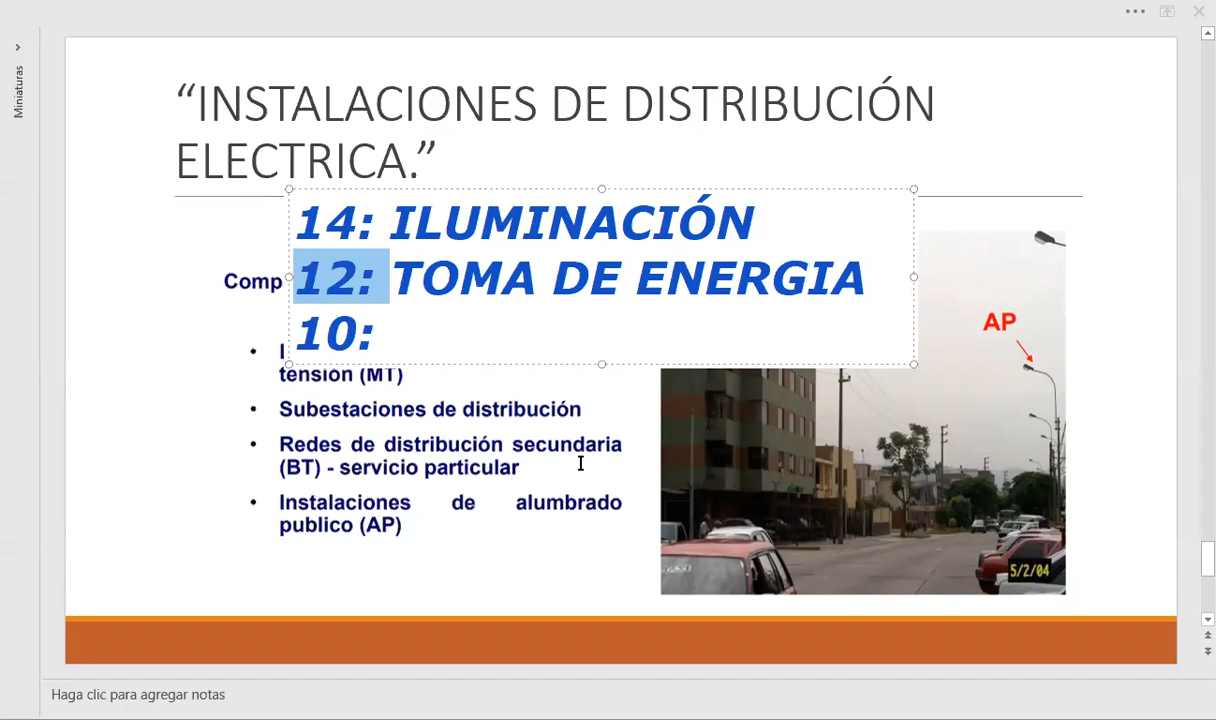 Miniaturas
“INSTALACIONES DE DISTRIBUCIÓN
ELECTRICA.”
14: ILUMINACIÓN
12: TOMA DE ENERGIA
10:
Comp
• 
tensión (MT)
• Subestaciones de distribución
• Redes de distribución secundaria
(BT) - servicio particular
• Instalaciones de alumbrado
publico (AP)
AP
5/2/04
Haga clic para agregar notas